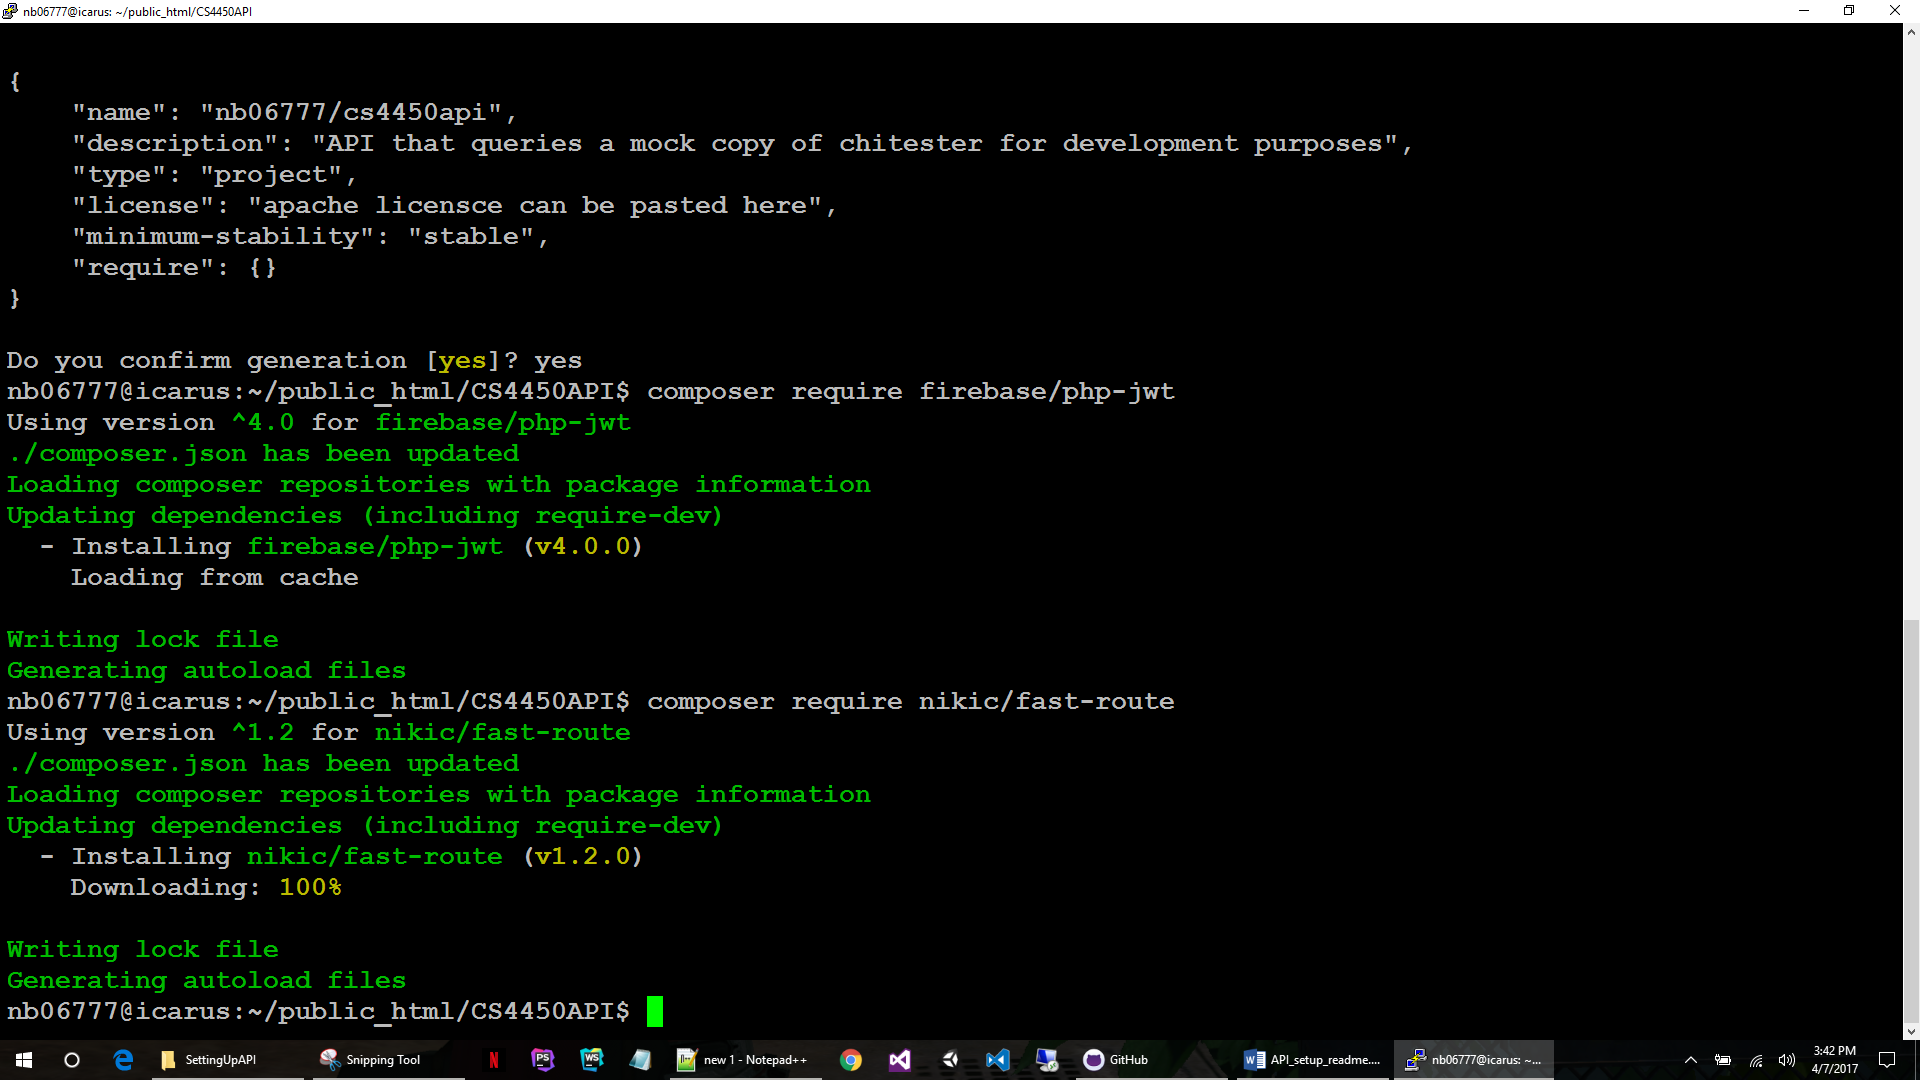 nb06777@icarus: ~/public_html/CS4450API
{
    "name": "nb06777/cs4450api",
    "description": "API that queries a mock copy of chitester for development purposes",
    "type": "project",
    "license": "apache licensce can be pasted here",
    "minimum-stability": "stable",
    "require": {}
}
Do you confirm generation [yes]? yes
nb06777@icarus:~/public_html/CS4450API$ composer require firebase/php-jwt
Using version ^4.0 for firebase/php-jwt
./composer.json has been updated
Loading composer repositories with package information
Updating dependencies (including require-dev)
  - Installing firebase/php-jwt (v4.0.0)
    Loading from cache
Writing lock file
Generating autoload files
nb06777@icarus:~/public_html/CS4450API$ composer require nikic/fast-route
Using version ^1.2 for nikic/fast-route
./composer.json has been updated
Loading composer repositories with package information
Updating dependencies (including require-dev)
  - Installing nikic/fast-route (v1.2.0)
    Downloading: 100%
Writing lock file
Generating autoload files
nb06777@icarus:~/public_html/CS4450API$
SettingUpAPI Snipping Tool N PS WS new 1 - Notepad++ GitHub API_setup_readme.... nb06777@icarus: ~... 3:42 PM
4/7/2017